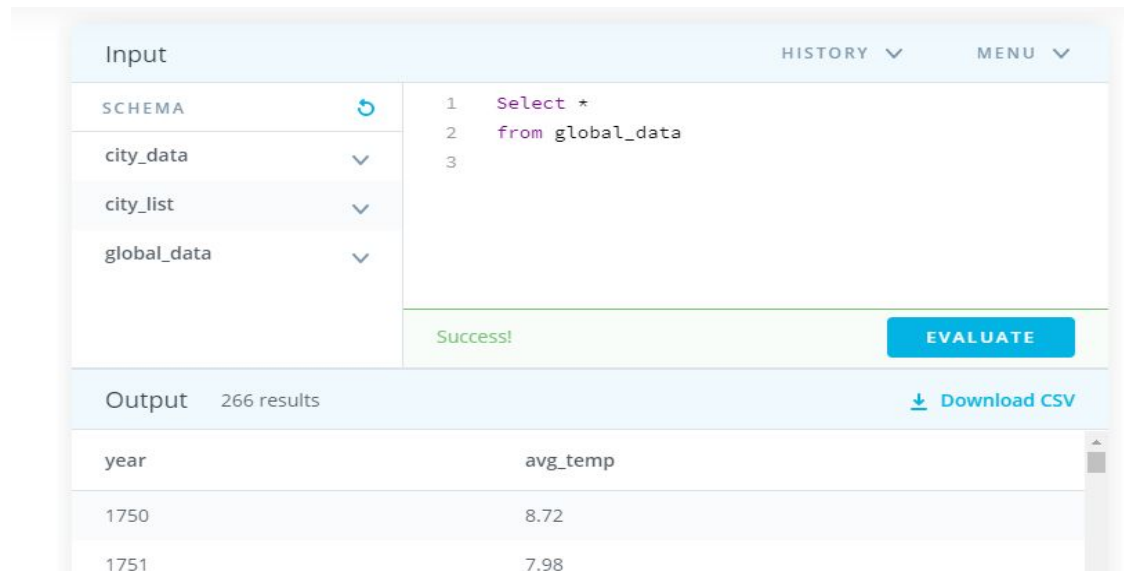 Input HISTORY MENU
SCHEMA
city_data
city_list
global_data
1 Select *
2 from global_data
3
Success! EVALUATE
Output 266 results Download CSV
year avg_temp
1750 8.72
1751 7.98